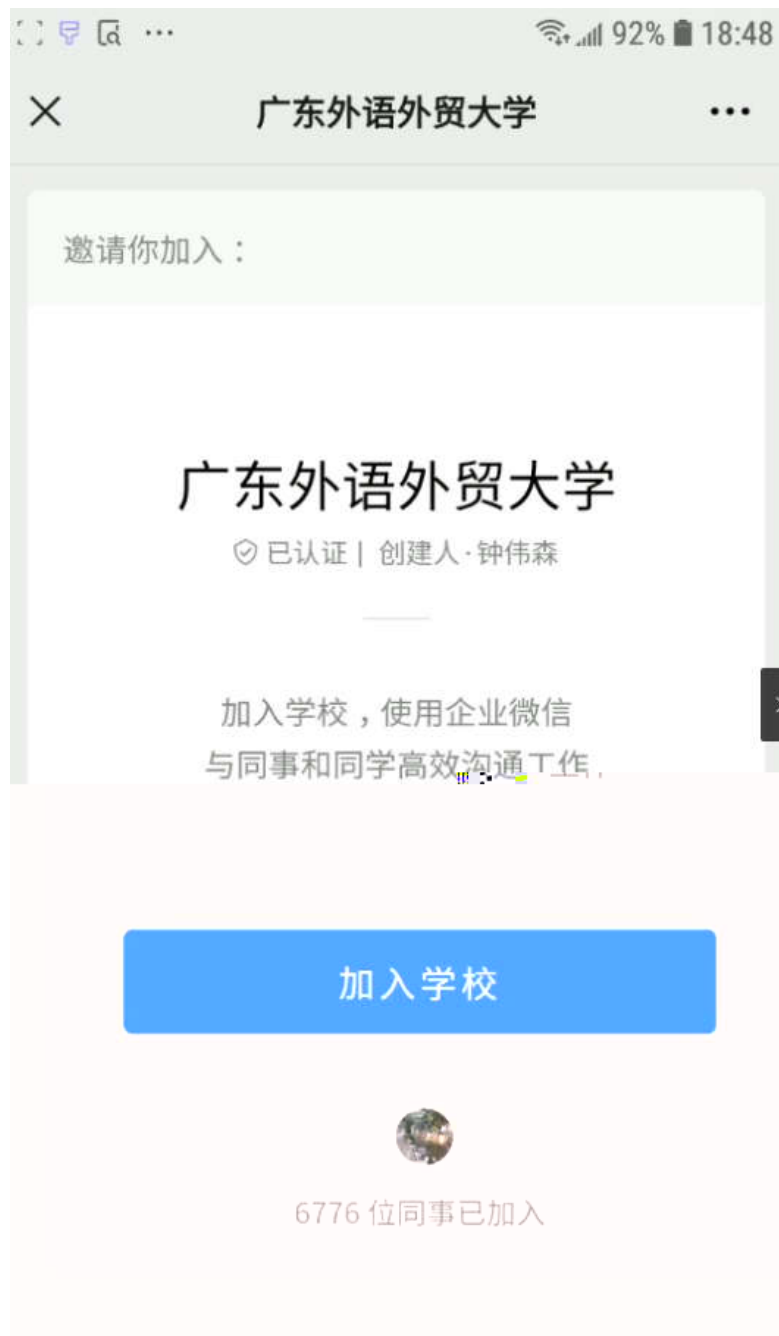 92% 18:48
广东外语外贸大学
邀请你加入：
广东外语外贸大学
已认证 | 创建人·钟伟森
加入学校，使用企业微信
与同事和同学高效沟通工作
加入学校
6776 位同事已加入